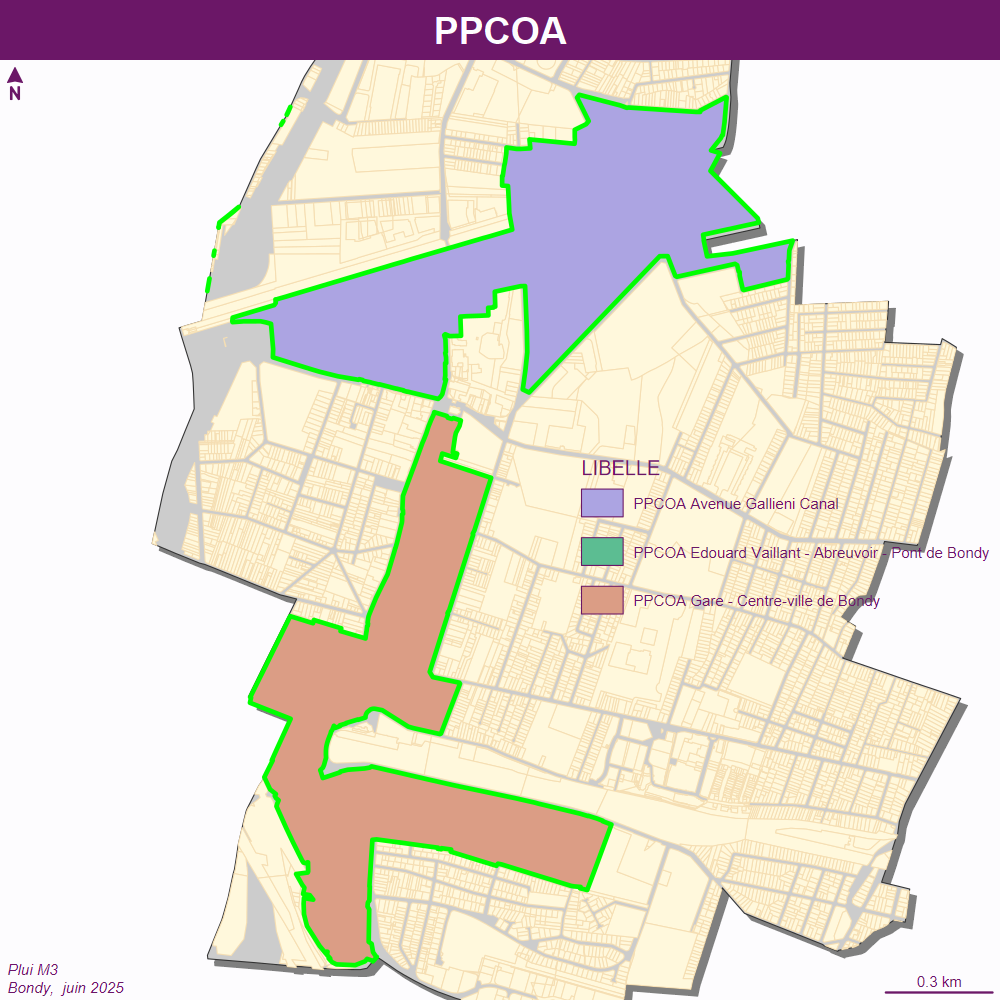 PPCOA
N
LIBELLE
PPCOA Avenue Gallieni Canal
PPCOA Edouard Vaillant - Abreuvoir - Pont de Bondy
PPCOA Gare - Centre-ville de Bondy
Plui M3
Bondy, juin 2025
0.3 km